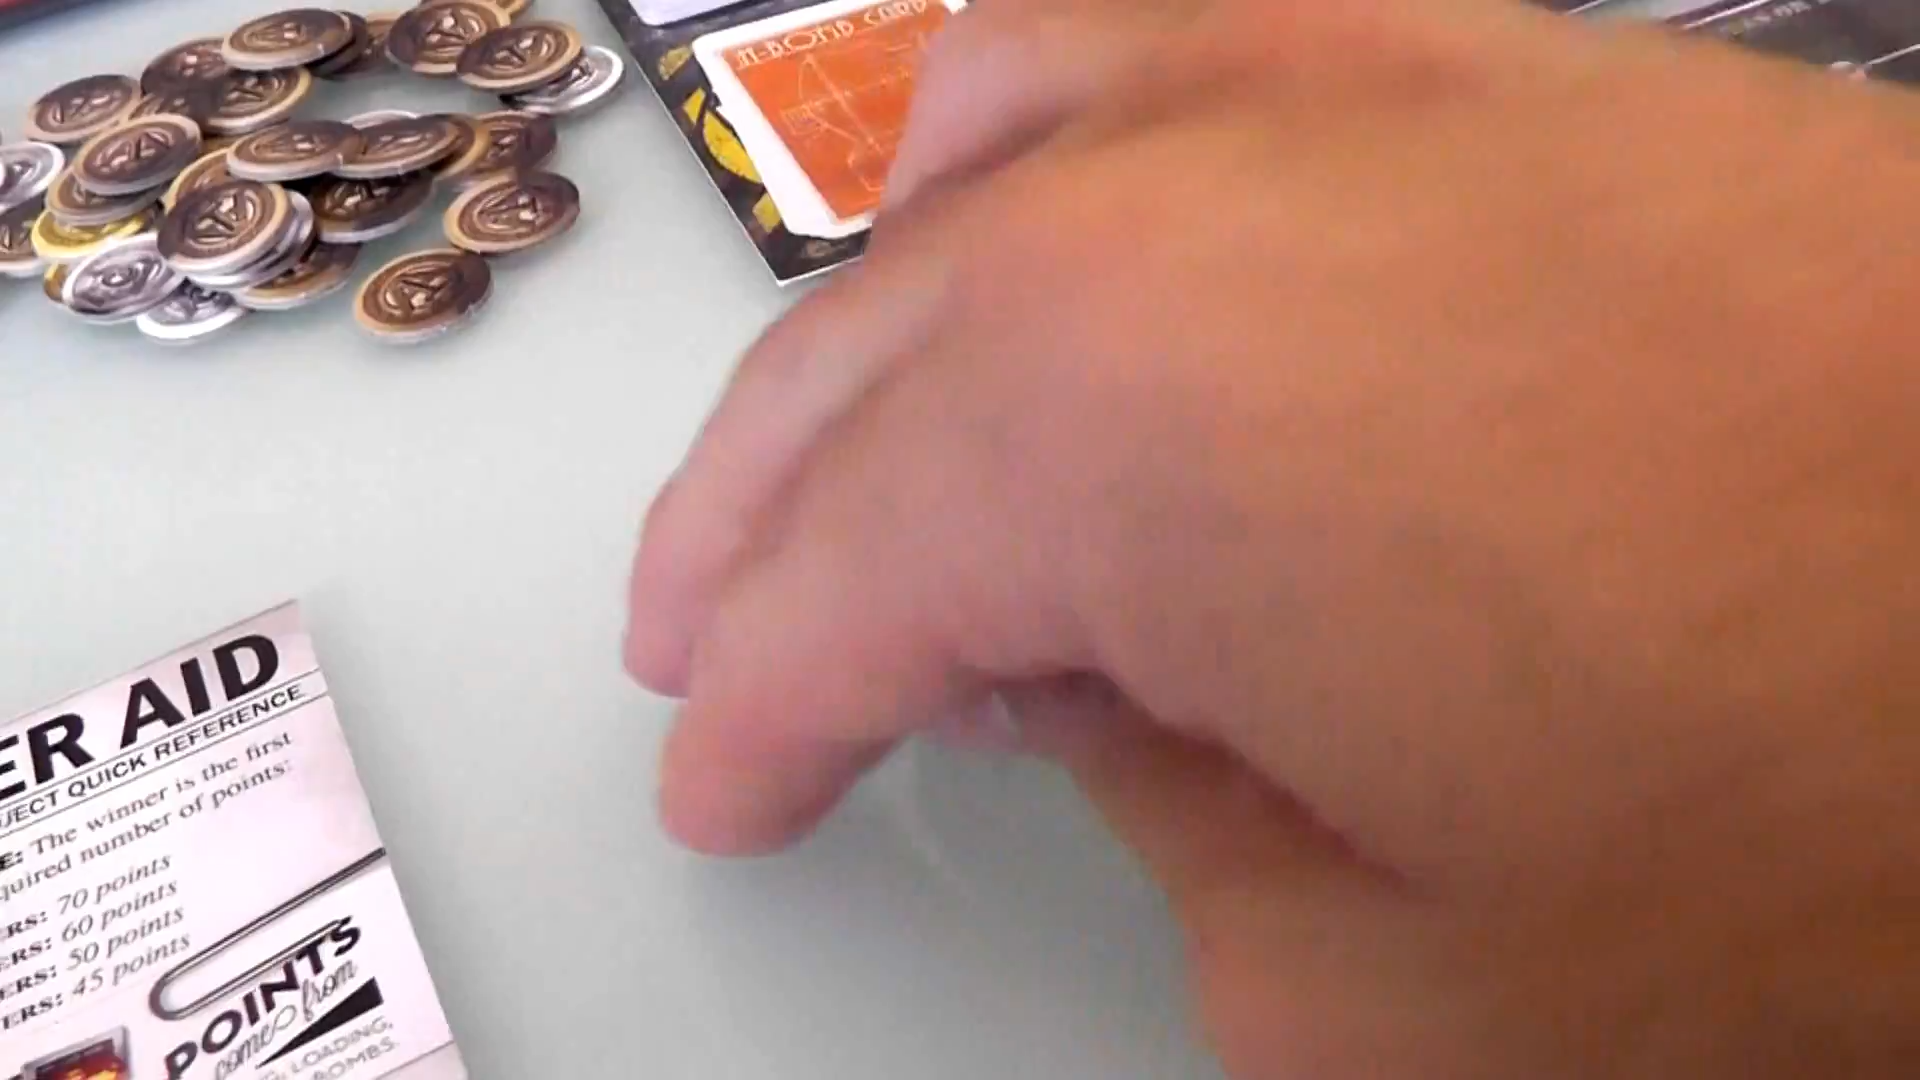 H-BOMB CARD
ER AID
JECT QUICK REFERENCE
E: The winner is the first
quired number of points:
ERS: 70 points
ERS: 60 points
ERS: 50 points
ERS: 45 points
POINTS
come from
G, LOADING,
BOMBS.